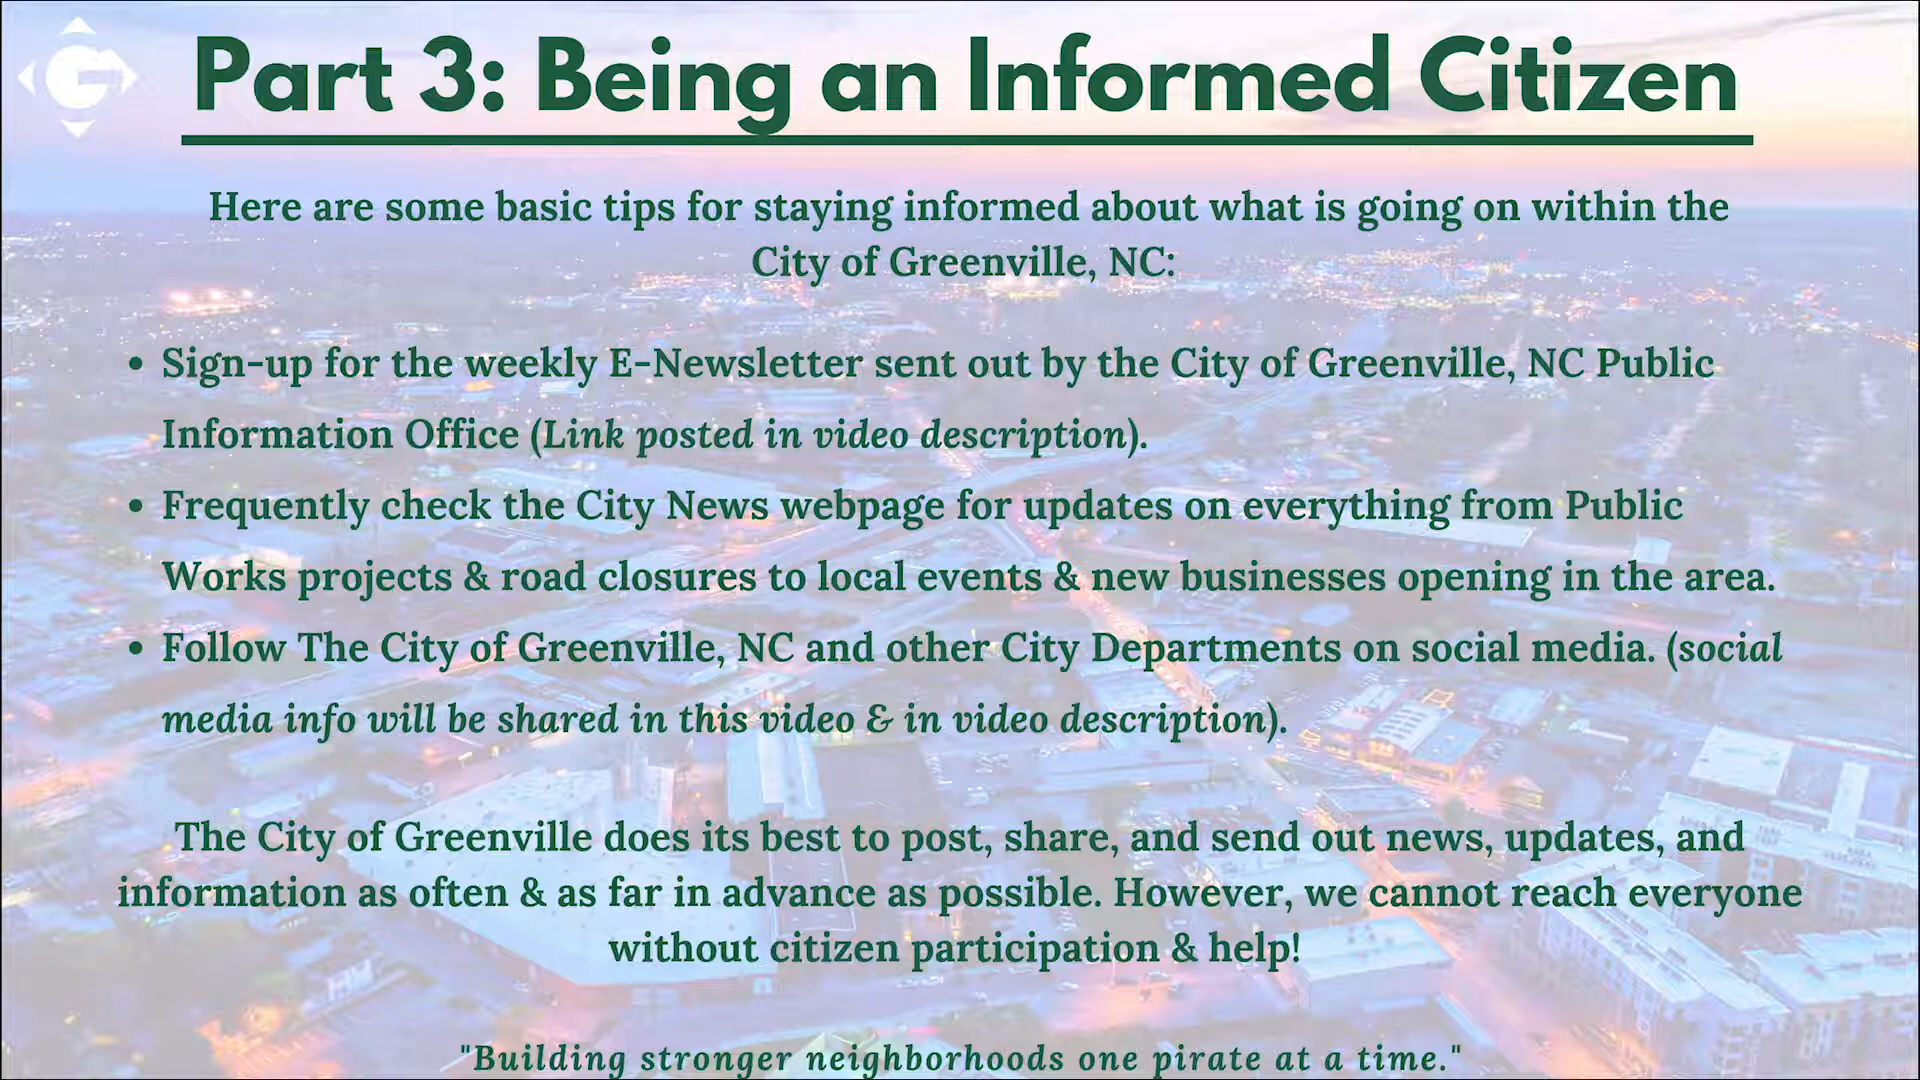 Part 3: Being an Informed Citizen
Here are some basic tips for staying informed about what is going on within the
City of Greenville, NC:
• Sign-up for the weekly E-Newsletter sent out by the City of Greenville, NC Public
Information Office (Link posted in video description).
• Frequently check the City News webpage for updates on everything from Public
Works projects & road closures to local events & new businesses opening in the area.
• Follow The City of Greenville, NC and other City Departments on social media. (social
media info will be shared in this video & in video description).
The City of Greenville does its best to post, share, and send out news, updates, and
information as often & as far in advance as possible. However, we cannot reach everyone
without citizen participation & help!
"Building stronger neighborhoods one pirate at a time."